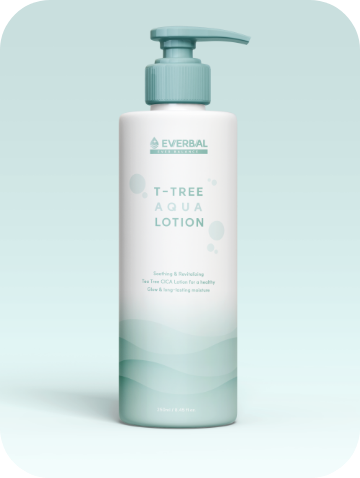 EVERBAL
T-TREE
AQUA
LOTION
Soothing & Revitalizing
Tea Tree CICA Lotion for a healthy
Glow & long-lasting moisture